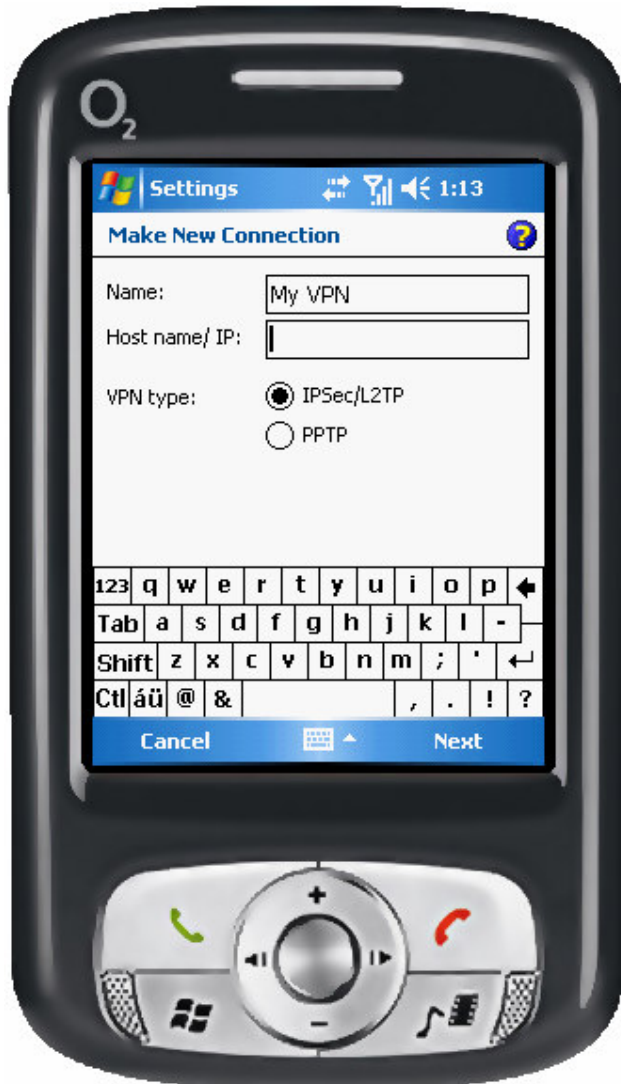 O2
Settings 1:13
Make New Connection ?
Name: My VPN
Host name/ IP:
VPN type: IPSec/L2TP
PPTP
123 q w e r t y u i o p
Tab a s d f g h j k l -
Shift z x c v b n m ; '
Ctl áü @ & , . ! ?
Cancel Next